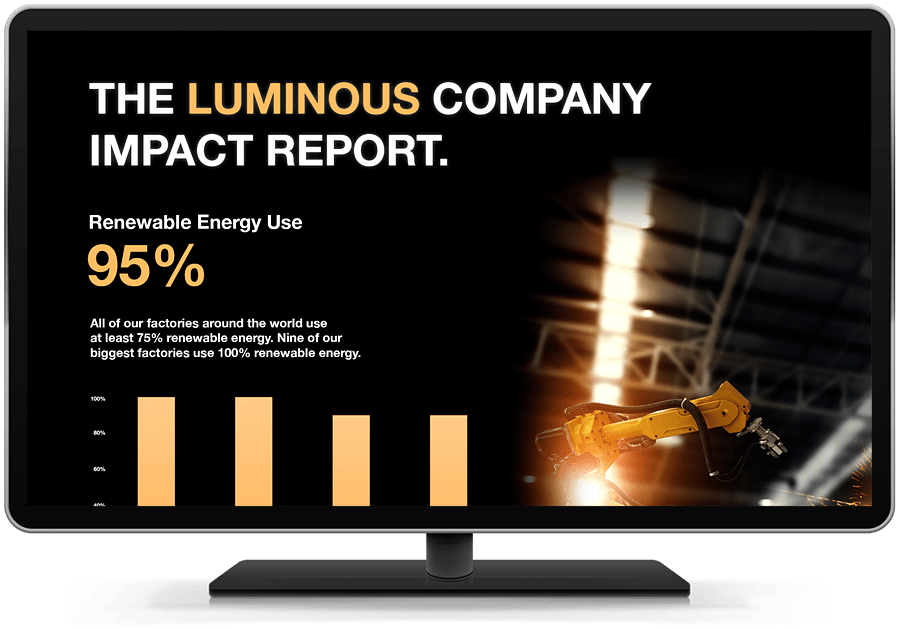 THE LUMINOUS COMPANY
IMPACT REPORT.
Renewable Energy Use
95%
All of our factories around the world use
at least 75% renewable energy. Nine of our
biggest factories use 100% renewable energy.
100%
80%
60%
40%